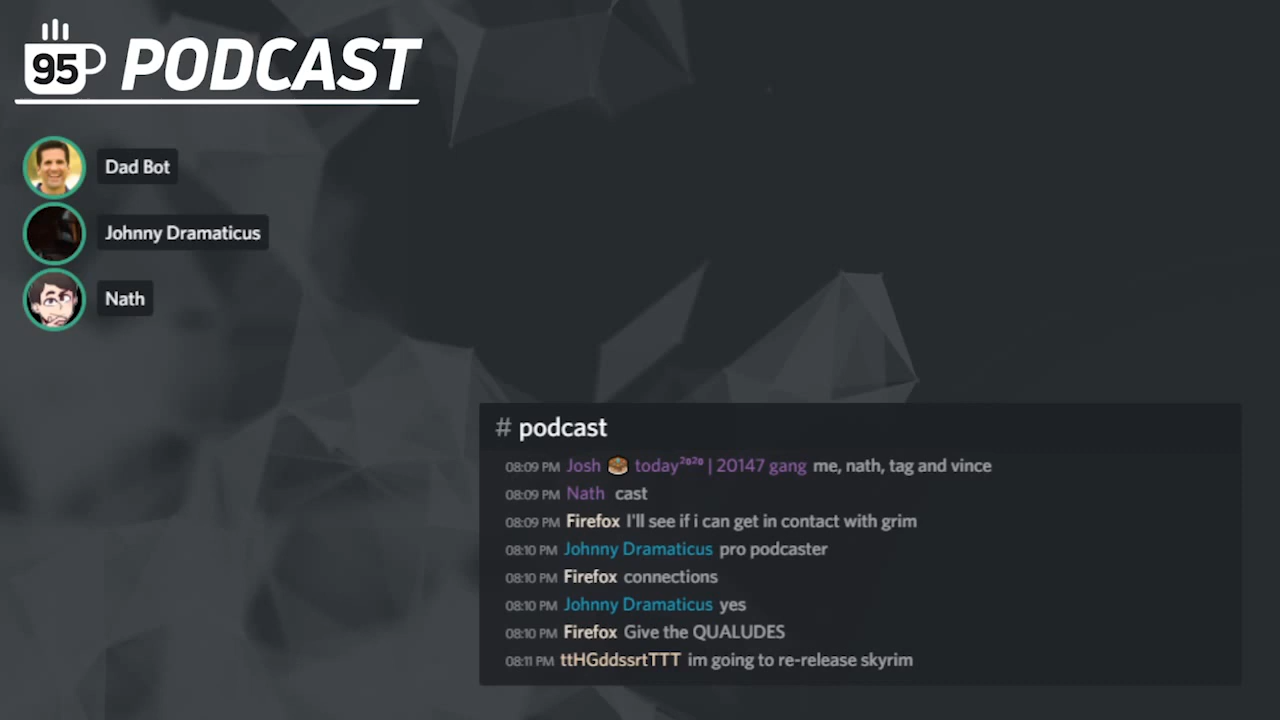 95 PODCAST
Dad Bot
Johnny Dramaticus
Nath
# podcast
08:09 PM Josh today²⁰²⁰ | 20147 gang me, nath, tag and vince
08:09 PM Nath cast
08:09 PM Firefox I'll see if i can get in contact with grim
08:10 PM Johnny Dramaticus pro podcaster
08:10 PM Firefox connections
08:10 PM Johnny Dramaticus yes
08:10 PM Firefox Give the QUALUDES
08:11 PM ttHGddssrtTTT im going to re-release skyrim